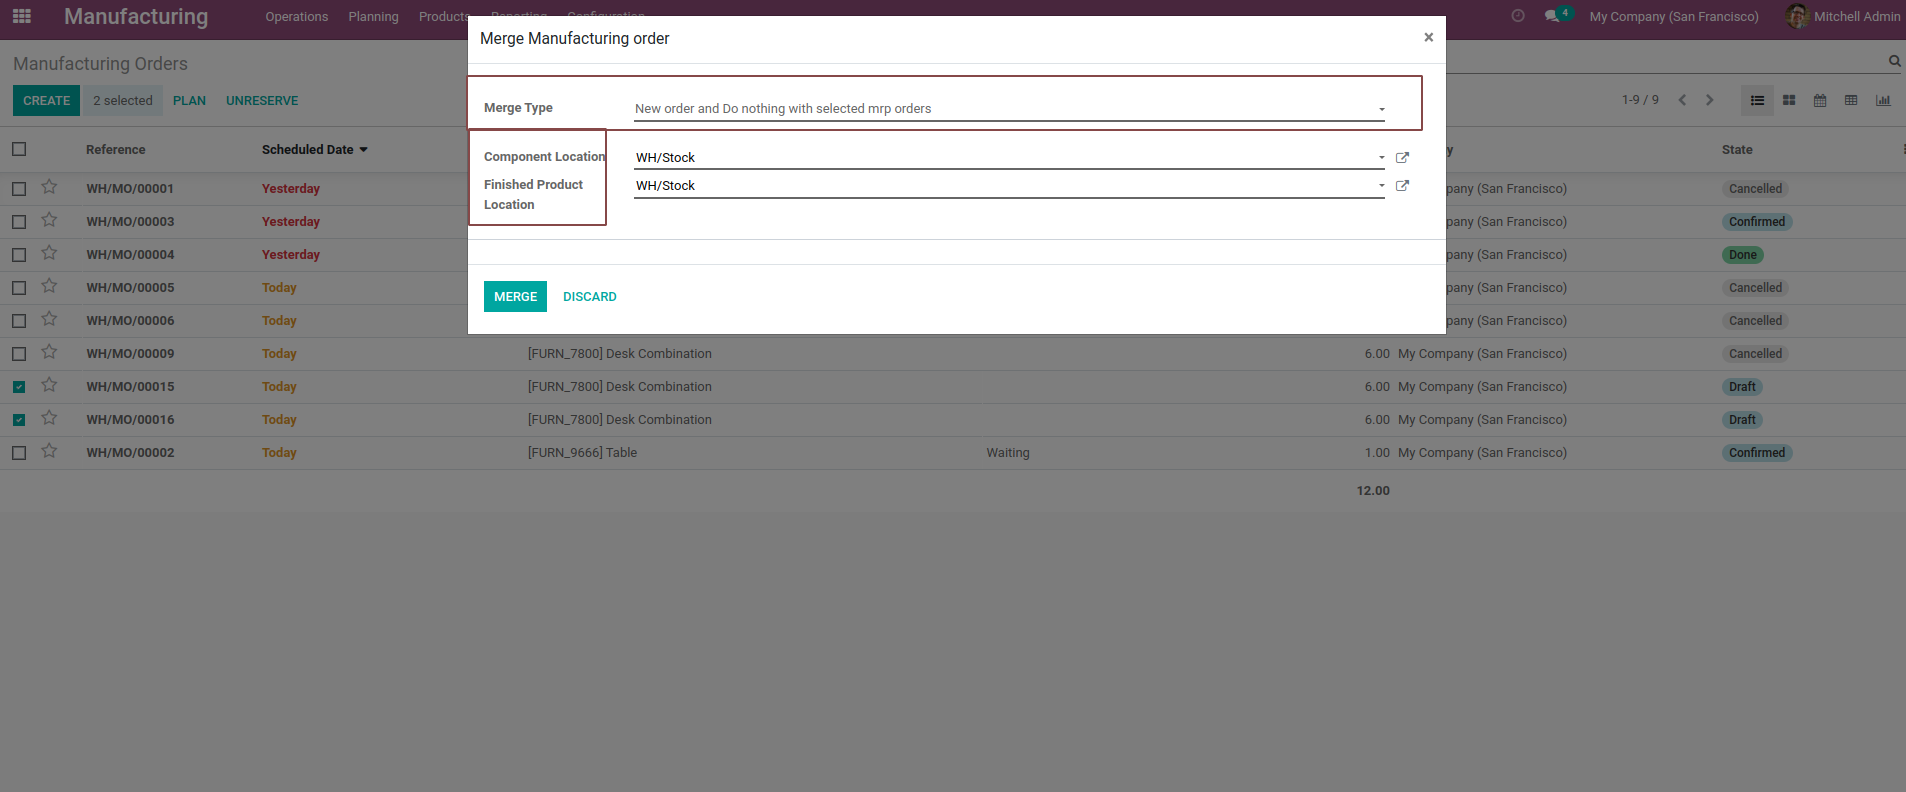 Manufacturing Operations Planning Products Reporting Configuration 4 My Company (San Francisco) Mitchell Admin
Merge Manufacturing order ×
Manufacturing Orders
CREATE 2 selected PLAN UNRESERVE 1-9 / 9
Merge Type New order and Do nothing with selected mrp orders
Component Location WH/Stock
Finished Product Location WH/Stock
MERGE DISCARD
Reference Scheduled Date y State
WH/MO/00001 Yesterday pany (San Francisco) Cancelled
WH/MO/00003 Yesterday pany (San Francisco) Confirmed
WH/MO/00004 Yesterday pany (San Francisco) Done
WH/MO/00005 Today pany (San Francisco) Cancelled
WH/MO/00006 Today pany (San Francisco) Cancelled
WH/MO/00009 Today [FURN_7800] Desk Combination 6.00 My Company (San Francisco) Cancelled
WH/MO/00015 Today [FURN_7800] Desk Combination 6.00 My Company (San Francisco) Draft
WH/MO/00016 Today [FURN_7800] Desk Combination 6.00 My Company (San Francisco) Draft
WH/MO/00002 Today [FURN_9666] Table Waiting 1.00 My Company (San Francisco) Confirmed
12.00